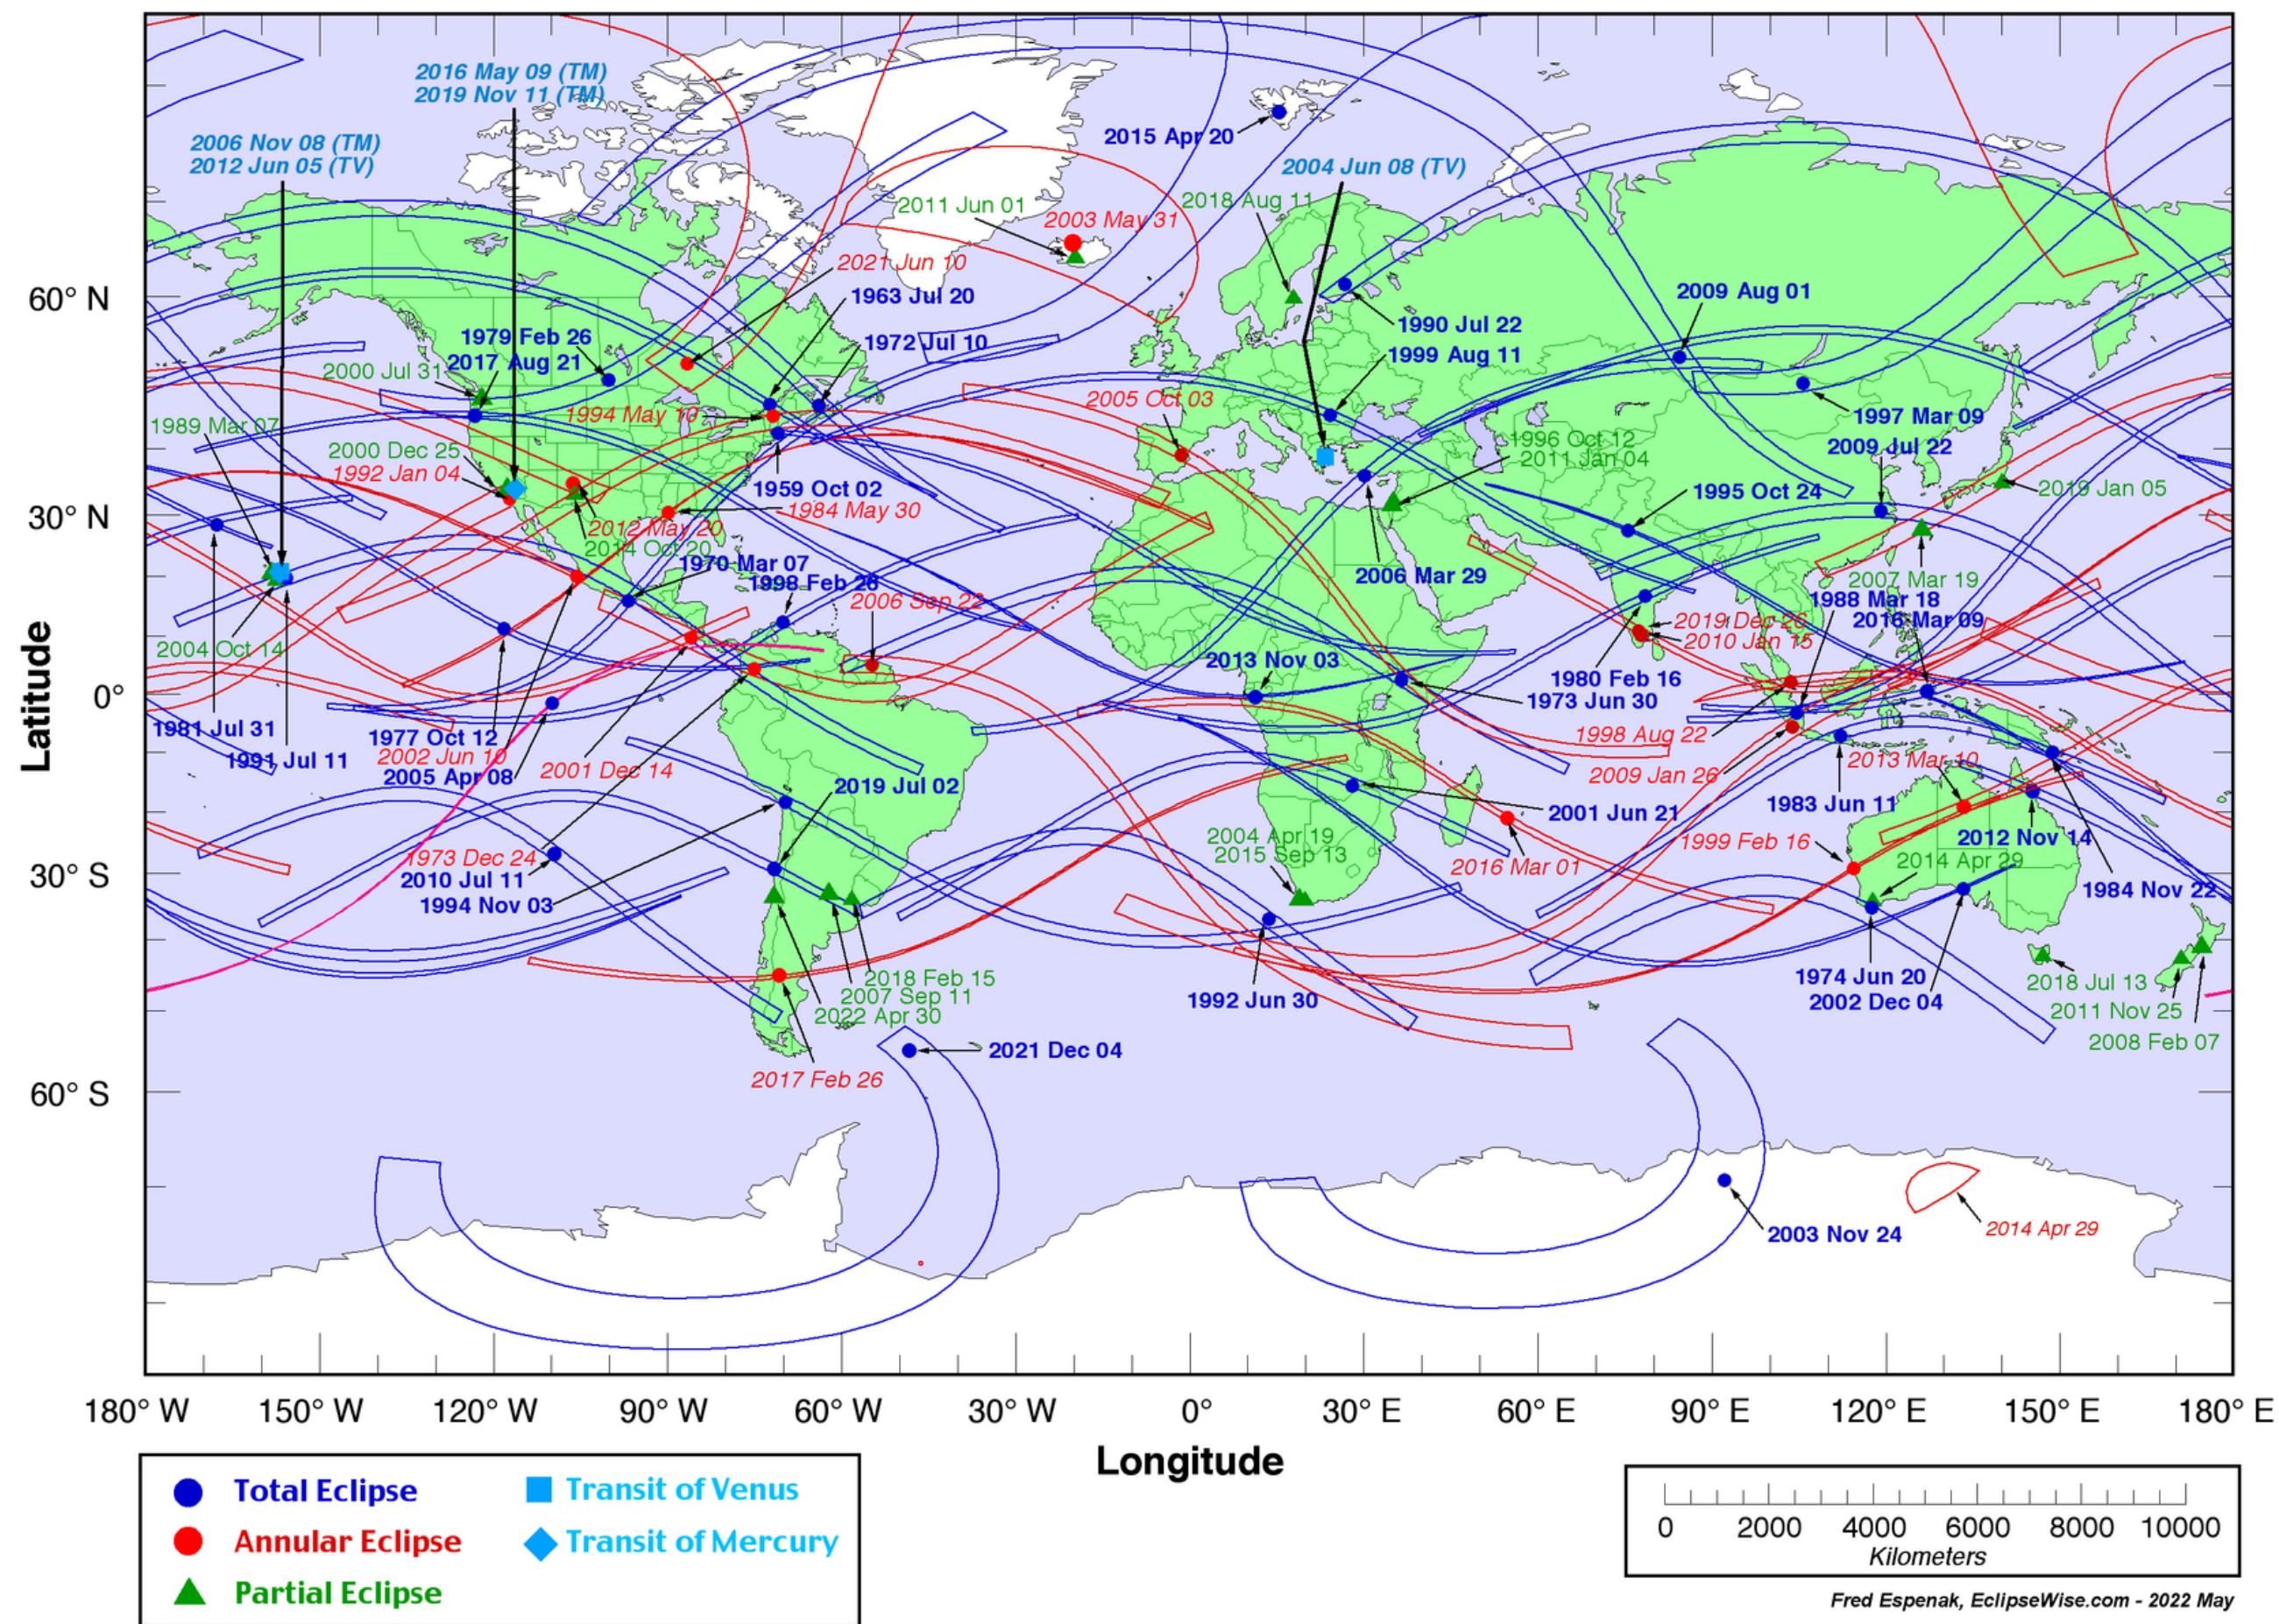 2016 May 09 (TM)
2019 Nov 11 (TM)
2006 Nov 08 (TM)
2012 Jun 05 (TV)
2015 Apr 20
2004 Jun 08 (TV)
2018 Aug 11
2011 Jun 01
2003 May 31
2021 Jun 10
1963 Jul 20
1972 Jul 10
2009 Aug 01
1990 Jul 22
1999 Aug 11
1979 Feb 26
2017 Aug 21
2000 Jul 31
1994 May 10
2005 Oct 03
1997 Mar 09
2009 Jul 22
1989 Mar 07
2000 Dec 25
1992 Jan 04
1996 Oct 12
2011 Jan 04
1995 Oct 24
2019 Jan 05
1959 Oct 02
1984 May 30
2012 May 20
2014 Oct 20
1970 Mar 07
1998 Feb 26
2006 Sep 22
2006 Mar 29
2007 Mar 19
1988 Mar 18
2016 Mar 09
2019 Dec 26
2010 Jan 15
2004 Oct 14
2013 Nov 03
1980 Feb 16
1973 Jun 30
1981 Jul 31
1991 Jul 11
1977 Oct 12
2002 Jun 10
2005 Apr 08
2001 Dec 14
1998 Aug 22
2009 Jan 26
2013 Mar 10
2019 Jul 02
1983 Jun 11
2001 Jun 21
2012 Nov 14
2004 Apr 19
2015 Sep 13
1999 Feb 16
2014 Apr 29
2016 Mar 01
1984 Nov 22
1973 Dec 24
2010 Jul 11
1994 Nov 03
2018 Feb 15
2007 Sep 11
2022 Apr 30
1992 Jun 30
1974 Jun 20
2002 Dec 04
2018 Jul 13
2011 Nov 25
2008 Feb 07
2021 Dec 04
2017 Feb 26
2003 Nov 24
2014 Apr 29
60° N
30° N
0°
30° S
60° S
Latitude
180° W 150° W 120° W 90° W 60° W 30° W 0° 30° E 60° E 90° E 120° E 150° E 180° E
Longitude
Total Eclipse
Annular Eclipse
Partial Eclipse
Transit of Venus
Transit of Mercury
0 2000 4000 6000 8000 10000
Kilometers
Fred Espenak, EclipseWise.com - 2022 May